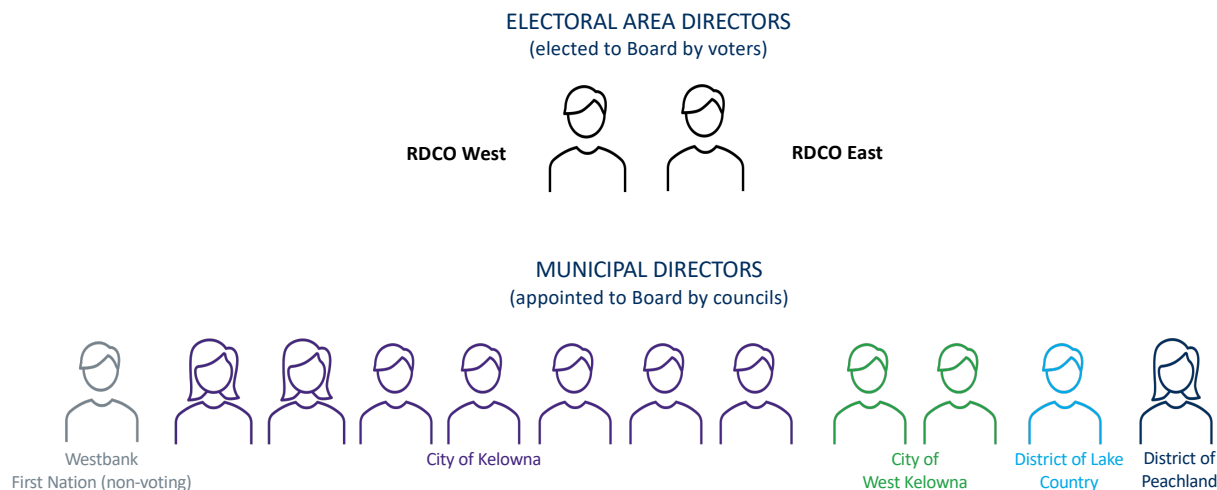 ELECTORAL AREA DIRECTORS
(elected to Board by voters)
RDCO West
RDCO East
MUNICIPAL DIRECTORS
(appointed to Board by councils)
Westbank
First Nation (non-voting)
City of Kelowna
City of
West Kelowna
District of Lake
Country
District of
Peachland